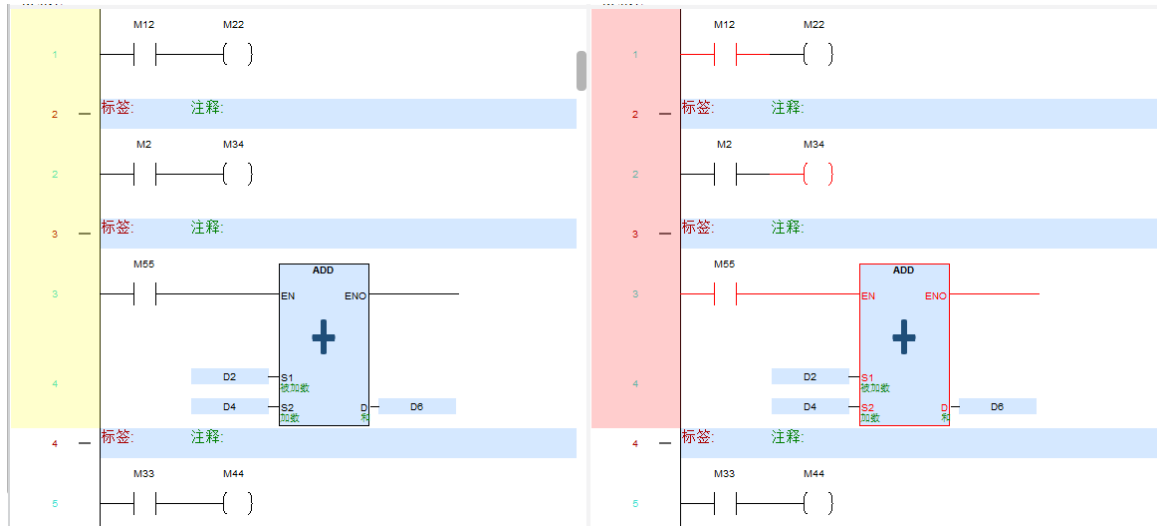 M12 M22
1
2 标签: 注释:
M2 M34
2
3 标签: 注释:
M55 ADD
3 EN ENO
4 D2 S1
被加数
D4 S2 D D6
加数 和
4 标签: 注释:
M33 M44
5
M12 M22
1
2 标签: 注释:
M2 M34
2
3 标签: 注释:
M55 ADD
3 EN ENO
4 D2 S1
被加数
D4 S2 D D6
加数 和
4 标签: 注释:
M33 M44
5